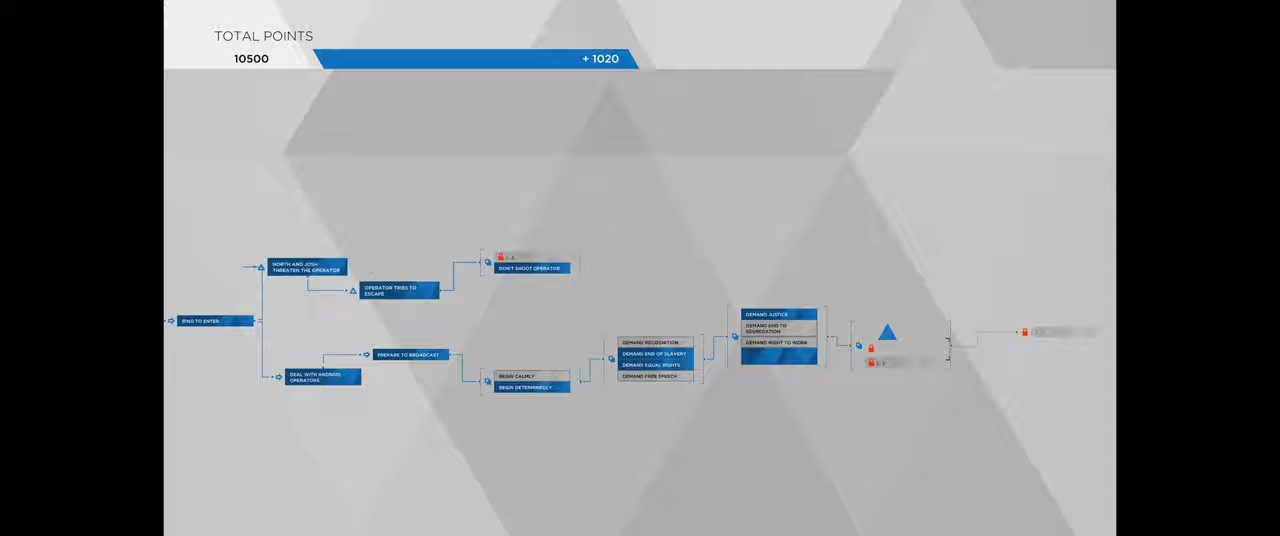 TOTAL POINTS
10500
+ 1020
NORTH AND JOSH
THREATEN THE OPERATOR
OPERATOR TRIES TO
ESCAPE
DON'T SHOOT OPERATOR
RING TO ENTER
PREPARE TO BROADCAST
DEAL WITH ANDROID
OPERATORS
BEGIN CALMLY
BEGIN DETERMINEDLY
DEMAND RECOGNITION
DEMAND END OF SLAVERY
DEMAND EQUAL RIGHTS
DEMAND FREE SPEECH
DEMAND JUSTICE
DEMAND END TO
SEGREGATION
DEMAND RIGHT TO WORK